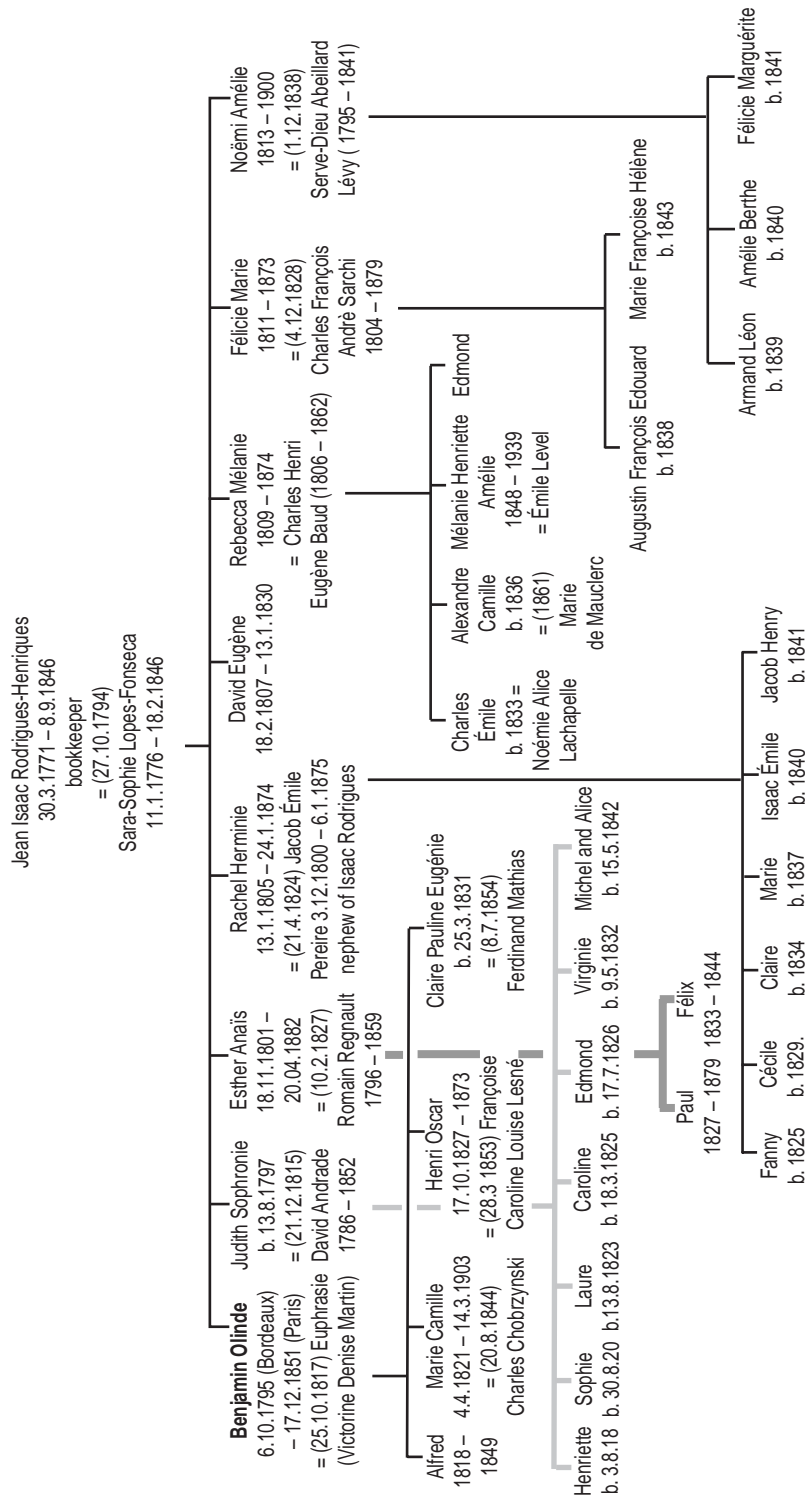 Jean Isaac Rodrigues-Henriques
30.3.1771 – 8.9.1846
bookkeeper
= (27.10.1794)
Sara-Sophie Lopes-Fonseca
11.1.1776 – 18.2.1846
Benjamin Olinde
6.10.1795 (Bordeaux)
– 17.12.1851 (Paris)
= (25.10.1817) Euphrasie
(Victorine Denise Martin)
Judith Sophronie
b. 13.8.1797
= (21.12.1815)
David Andrade
1786 – 1852
Esther Anaïs
18.11.1801 –
20.04.1882
= (10.2.1827)
Romain Regnault
1796 – 1859
Rachel Herminie
13.1.1805 – 24.1.1874
= (21.4.1824) Jacob Émile
Pereire 3.12.1800 – 6.1.1875
nephew of Isaac Rodrigues
David Eugène
18.2.1807 – 13.1.1830
Rebecca Mélanie
1809 – 1874
= Charles Henri
Eugène Baud (1806 – 1862)
Félicie Marie
1811 – 1873
= (4.12.1828)
Charles François
Andrè Sarchi
1804 – 1879
Noëmi Amélie
1813 – 1900
= (1.12.1838)
Serve-Dieu Abeillard
Lévy ( 1795 – 1841)
Alfred
1818 –
1849
Marie Camille
4.4.1821 – 14.3.1903
= (20.8.1844)
Charles Chobrzynski
Henri Oscar
17.10.1827 – 1873
= (28.3 1853) Françoise
Caroline Louise Lesné
Claire Pauline Eugénie
b. 25.3.1831
= (8.7.1854)
Ferdinand Mathias
Charles
Émile
b. 1833 =
Noémie Alice
Lachapelle
Alexandre
Camille
b. 1836
= (1861)
Marie
de Mauclerc
Mélanie Henriette
Amélie
1848 – 1939
= Émile Level
Edmond
Henriette
b. 3.8.18
Sophie
b. 30.8.20
Laure
b.13.8.1823
Caroline
b. 18.3.1825
Edmond
b. 17.7.1826
Virginie
b. 9.5.1832
Michel and Alice
b. 15.5.1842
Augustin François Edouard
b. 1838
Marie Françoise Hélène
b. 1843
Paul
1827 – 1879
Félix
1833 – 1844
Fanny
b. 1825
Cécile
b. 1829.
Claire
b. 1834
Marie
b. 1837
Isaac Émile
b. 1840
Jacob Henry
b. 1841
Armand Léon
b. 1839
Amélie Berthe
b. 1840
Félicie Marguérite
b. 1841